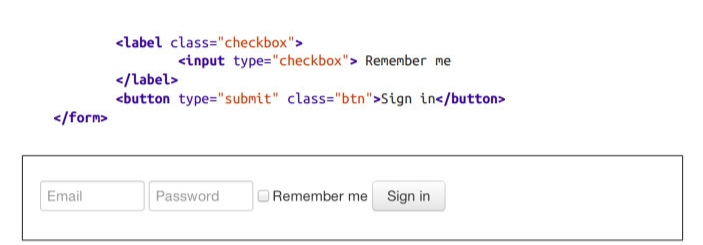 <label class="checkbox">
<input type="checkbox"> Remember me
</label>
<button type="submit" class="btn">Sign in</button>
</form>
Email Password Remember me Sign in